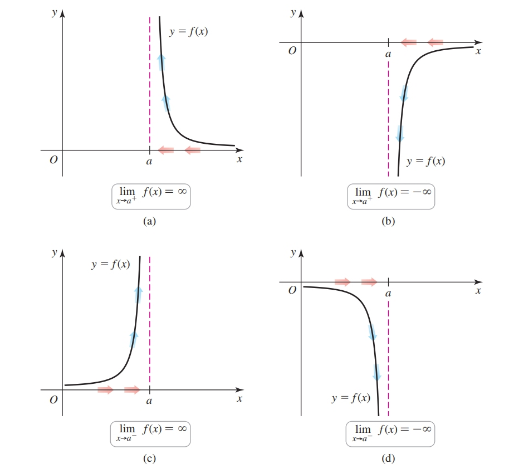 y
y = f(x)
O
a
x
lim f(x) = ∞
x→a⁺
(a)
y
O
a
x
y = f(x)
lim f(x) = −∞
x→a⁺
(b)
y
y = f(x)
O
a
x
lim f(x) = ∞
x→a⁻
(c)
y
O
a
x
y = f(x)
lim f(x) = −∞
x→a⁻
(d)